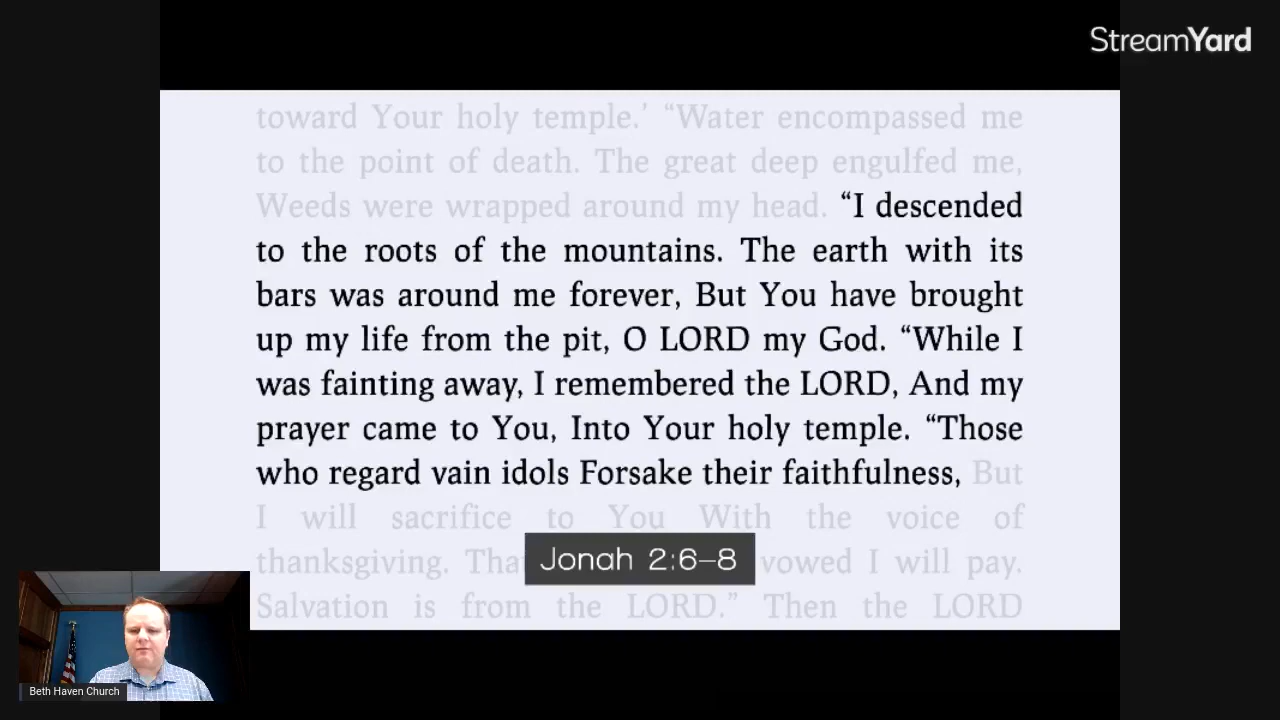 StreamYard
toward Your holy temple.’ “Water encompassed me
to the point of death. The great deep engulfed me,
Weeds were wrapped around my head. “I descended
to the roots of the mountains. The earth with its
bars was around me forever, But You have brought
up my life from the pit, O LORD my God. “While I
was fainting away, I remembered the LORD, And my
prayer came to You, Into Your holy temple. “Those
who regard vain idols Forsake their faithfulness, But
I will sacrifice to You With the voice of
thanksgiving. vowed I will pay.
Salvation is from the LORD.” Then the LORD
Jonah 2:6–8
Beth Haven Church